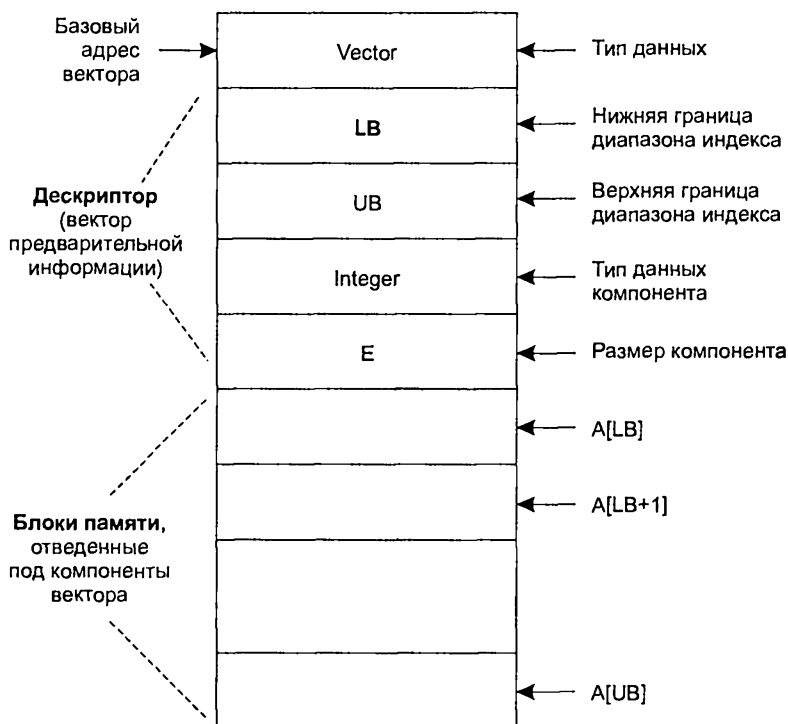 Базовый
адрес
вектора
Vector
Тип данных
LB
Нижняя граница
диапазона индекса
Дескриптор
(вектор
предварительной
информации)
UB
Верхняя граница
диапазона индекса
Integer
Тип данных
компонента
E
Размер компонента
A[LB]
A[LB+1]
Блоки памяти,
отведенные
под компоненты
вектора
A[UB]